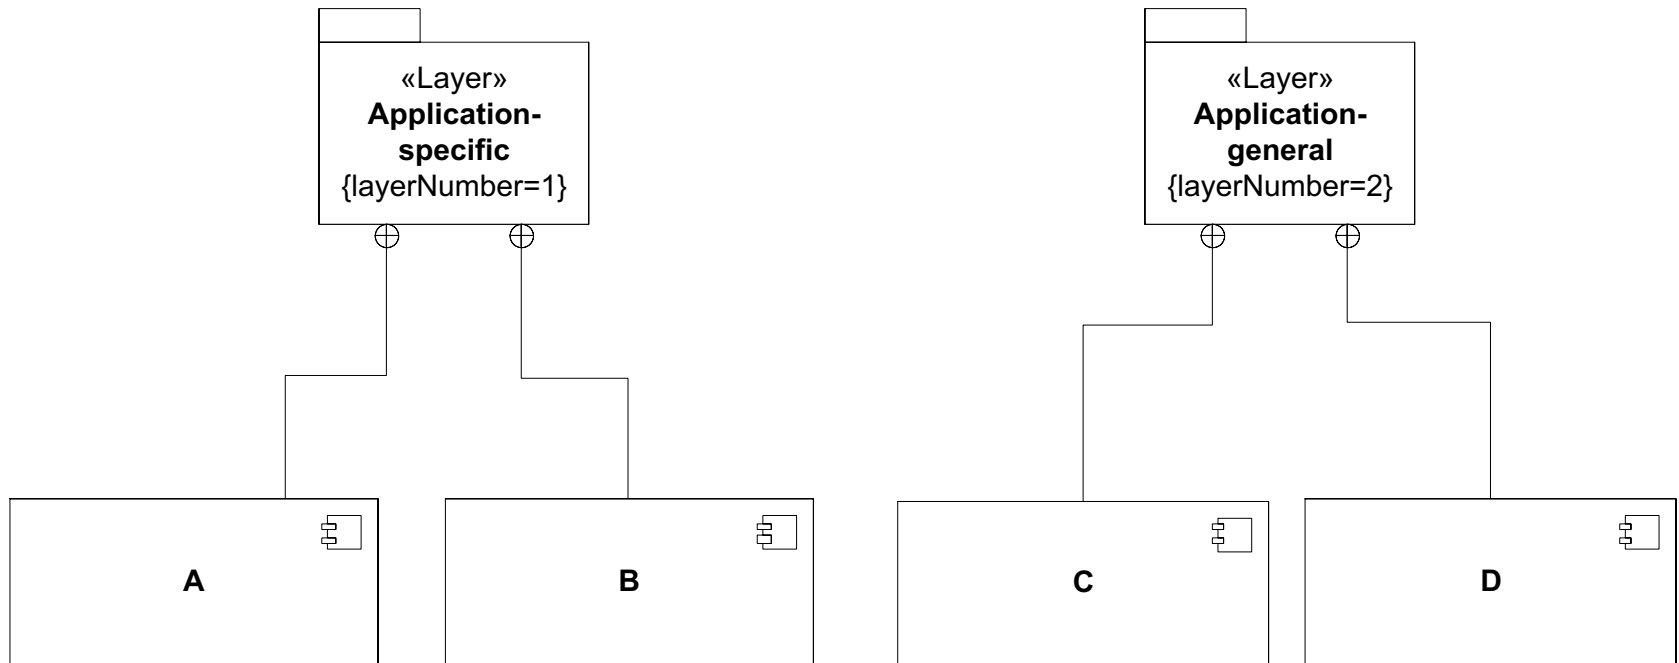 «Layer»
Application-
specific
{layerNumber=1}
«Layer»
Application-
general
{layerNumber=2}
A
B
C
D